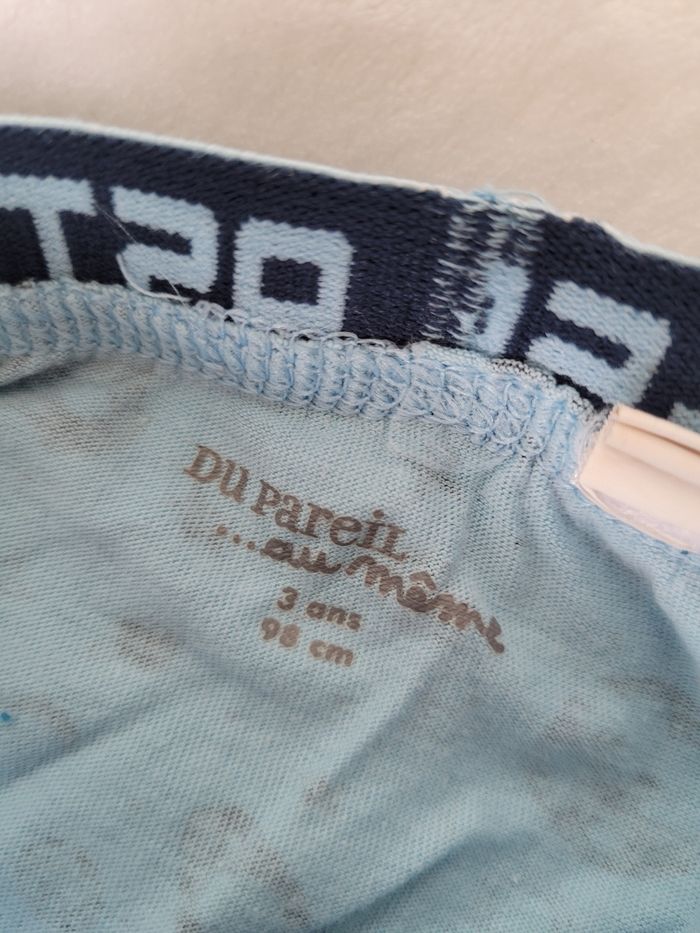 DU PAREIL
...au même
3 ans
98 cm